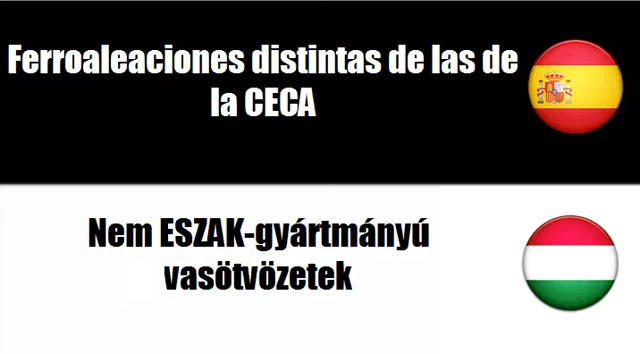 Ferroaleaciones distintas de las de
la CECA
Nem ESZAK-gyártmányú
vasötvözetek